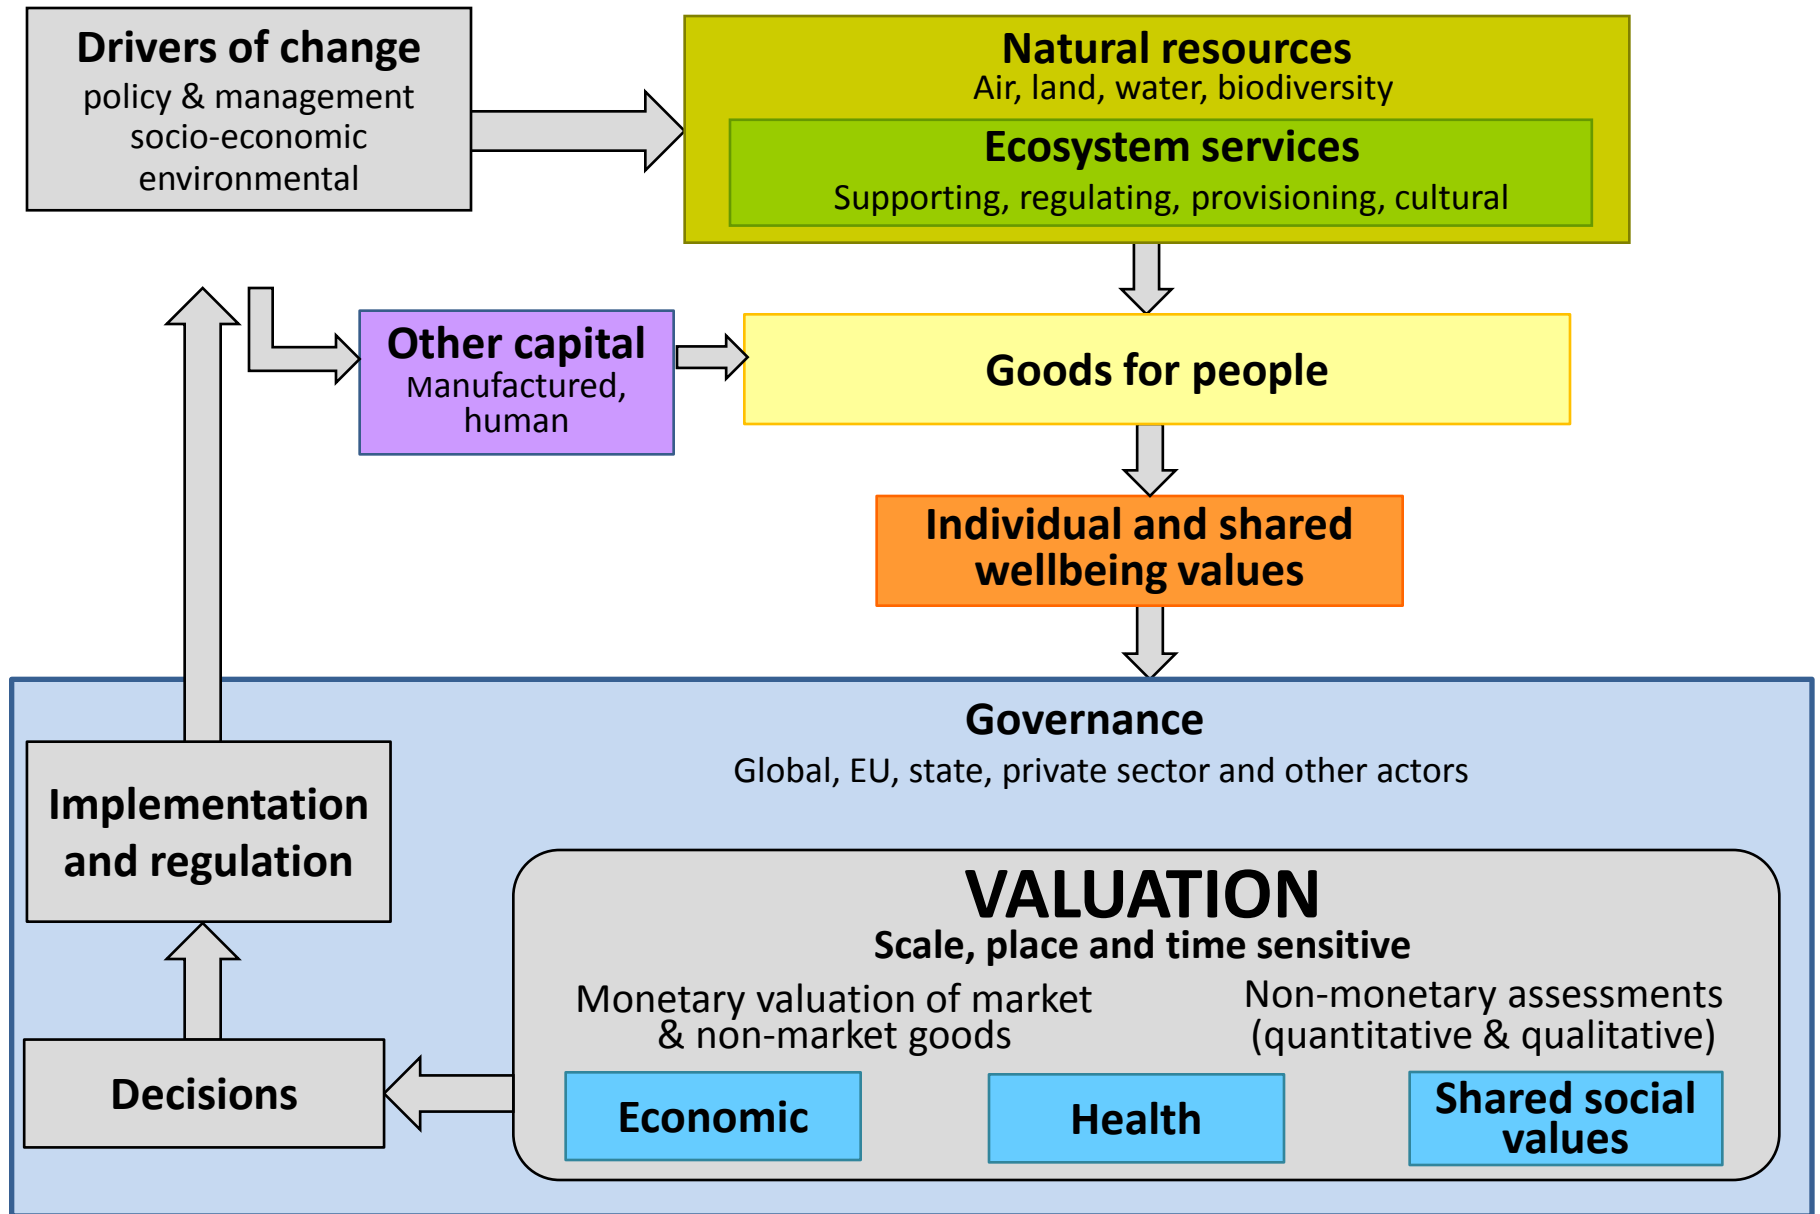 Drivers of change
policy & management
socio-economic
environmental
Natural resources
Air, land, water, biodiversity
Ecosystem services
Supporting, regulating, provisioning, cultural
Other capital
Manufactured,
human
Goods for people
Individual and shared
wellbeing values
Governance
Global, EU, state, private sector and other actors
Implementation
and regulation
VALUATION
Scale, place and time sensitive
Monetary valuation of market
& non-market goods
Non-monetary assessments
(quantitative & qualitative)
Decisions
Economic
Health
Shared social
values